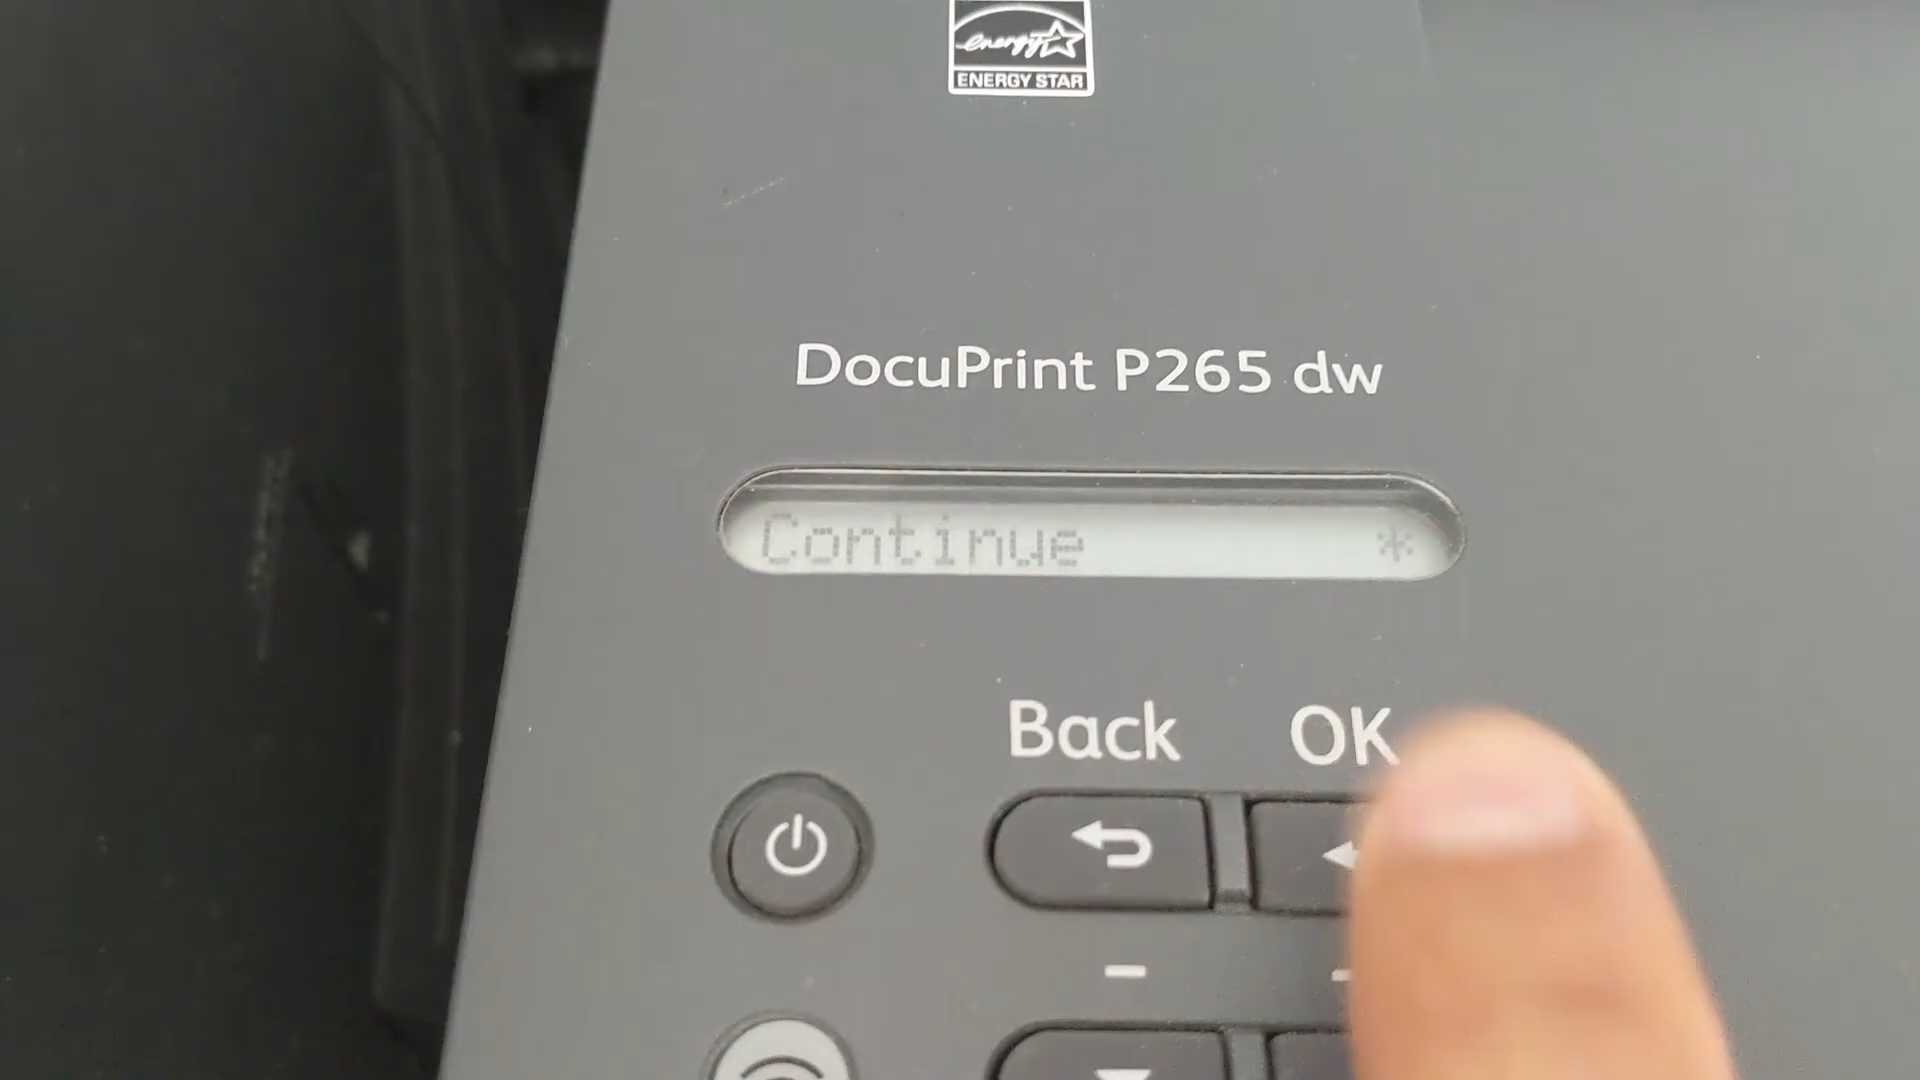 energy
ENERGY STAR
DocuPrint P265 dw
Continue *
Back OK